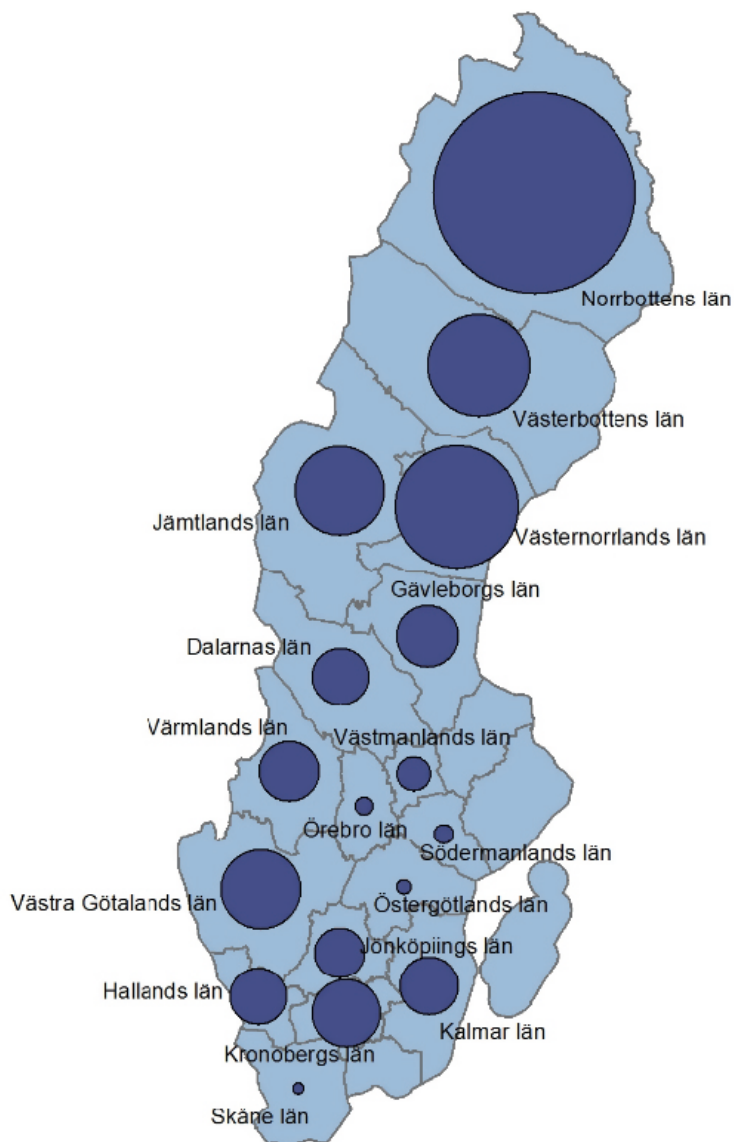 Norrbottens län
Västerbottens län
Jämtlands län
Västernorrlands län
Gävleborgs län
Dalarnas län
Värmlands län
Västmanlands län
Örebro län
Södermanlands län
Västra Götalands län
Östergötlands län
Jönköpiings län
Hallands län
Kalmar län
Kronobergs län
Skåne län